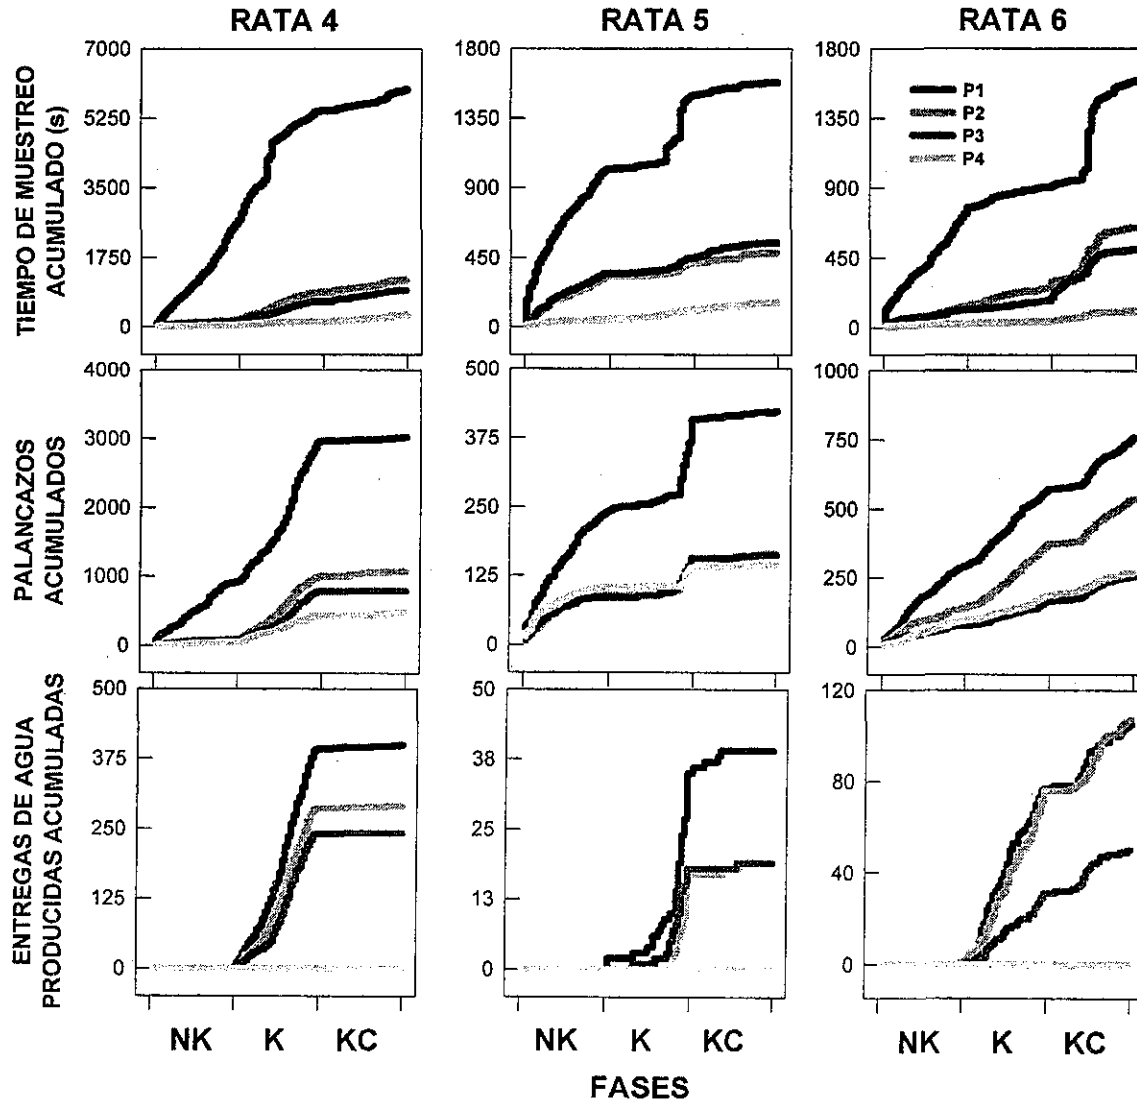 RATA 4
RATA 5
RATA 6
TIEMPO DE MUESTREO
ACUMULADO (s)
7000
5250
3500
1750
0
1800
1350
900
450
0
1800
1350
900
450
0
P1
P2
P3
P4
PALANCAZOS
ACUMULADOS
4000
3000
2000
1000
0
500
375
250
125
0
1000
750
500
250
0
ENTREGAS DE AGUA
PRODUCIDAS ACUMULADAS
500
375
250
125
0
50
38
25
13
0
120
80
40
0
NK K KC
NK K KC
NK K KC
FASES